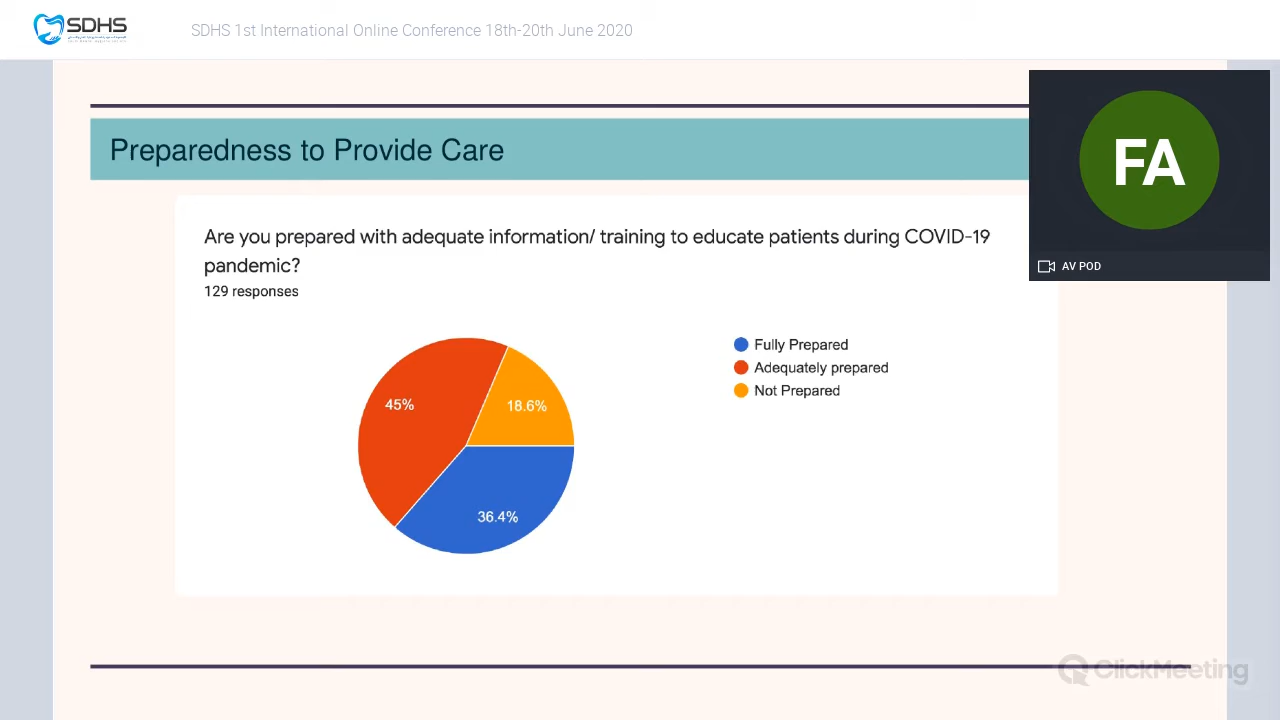 SDHS
SDHS 1st International Online Conference 18th-20th June 2020
Preparedness to Provide Care
FA
AV POD
Are you prepared with adequate information/ training to educate patients during COVID-19
pandemic?
129 responses
Fully Prepared
Adequately prepared
Not Prepared
45%
18.6%
36.4%
ClickMeeting